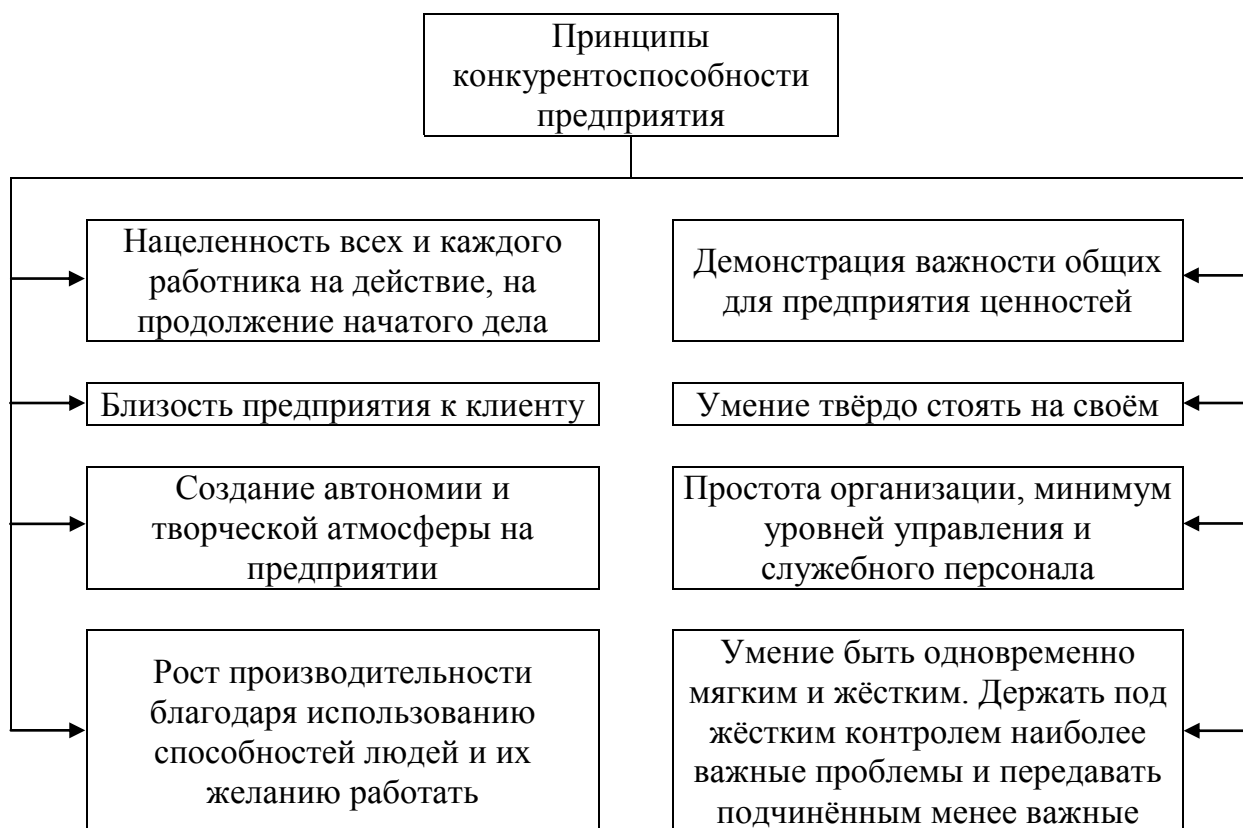 Принципы
конкурентоспособности
предприятия
Нацеленность всех и каждого
работника на действие, на
продолжение начатого дела
Демонстрация важности общих
для предприятия ценностей
Близость предприятия к клиенту
Умение твёрдо стоять на своём
Создание автономии и
творческой атмосферы на
предприятии
Простота организации, минимум
уровней управления и
служебного персонала
Рост производительности
благодаря использованию
способностей людей и их
желанию работать
Умение быть одновременно
мягким и жёстким. Держать под
жёстким контролем наиболее
важные проблемы и передавать
подчинённым менее важные